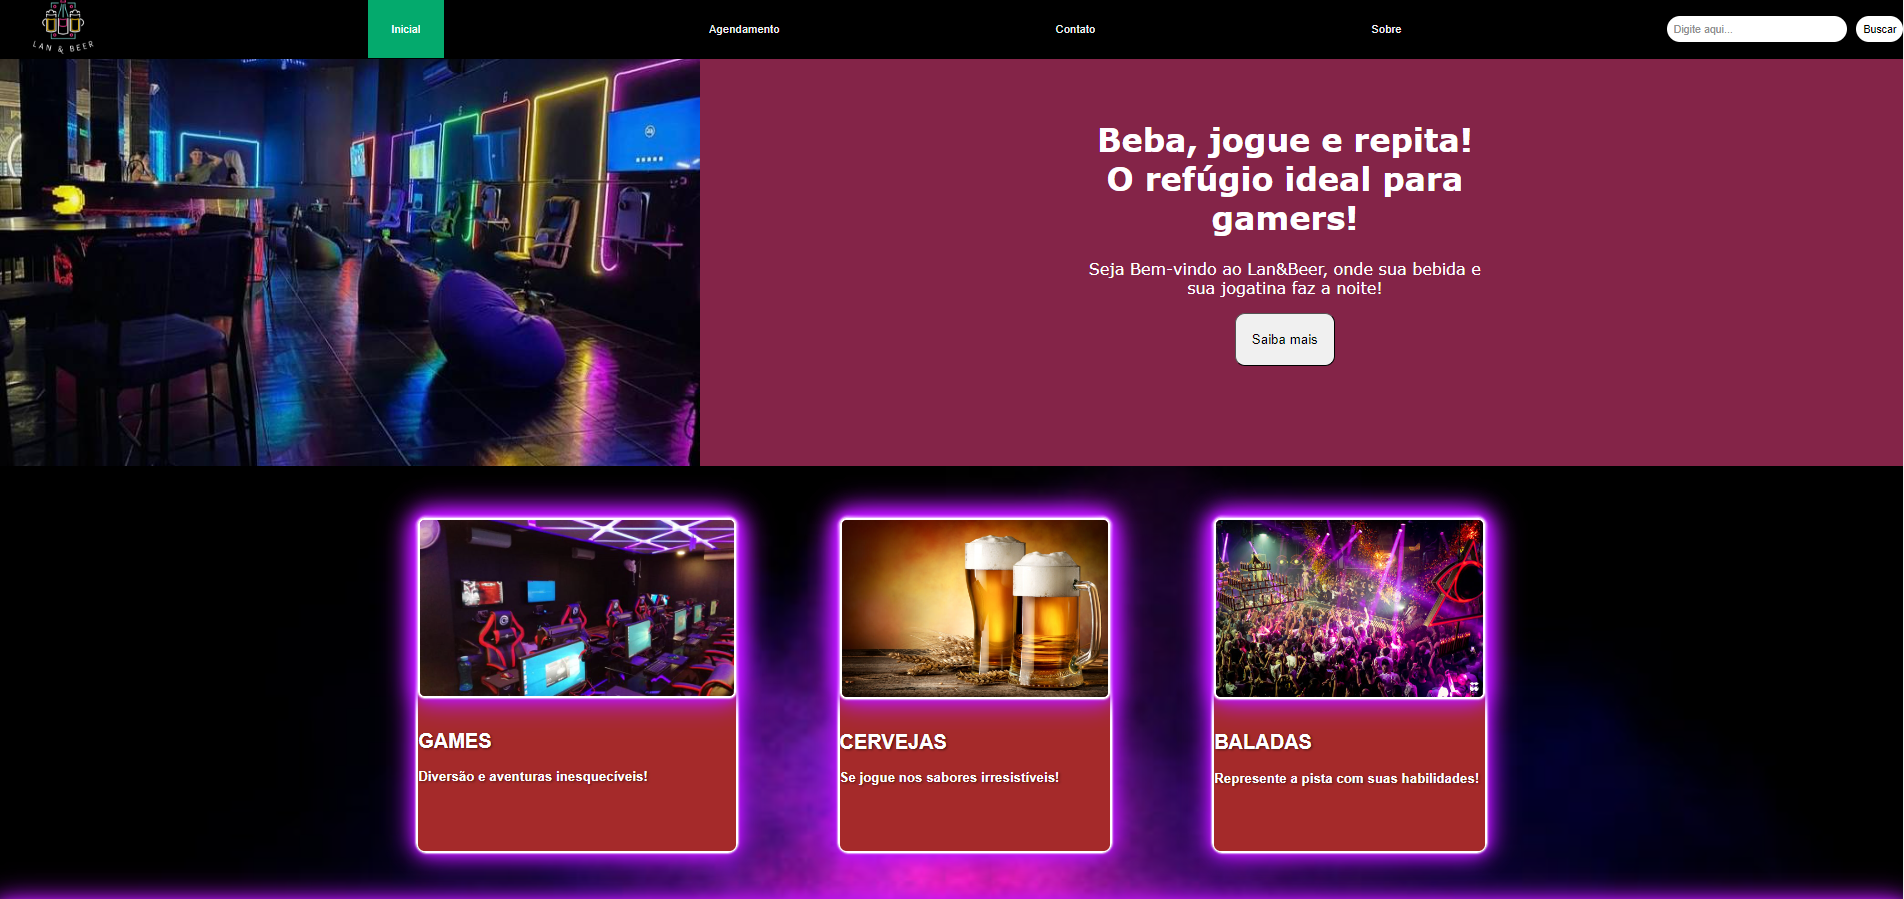 LAN & BEER
Inicial
Agendamento
Contato
Sobre
Digite aqui...
Buscar
Beba, jogue e repita!
O refúgio ideal para
gamers!
Seja Bem-vindo ao Lan&Beer, onde sua bebida e
sua jogatina faz a noite!
Saiba mais
GAMES
Diversão e aventuras inesquecíveis!
CERVEJAS
Se jogue nos sabores irresistíveis!
BALADAS
Represente a pista com suas habilidades!